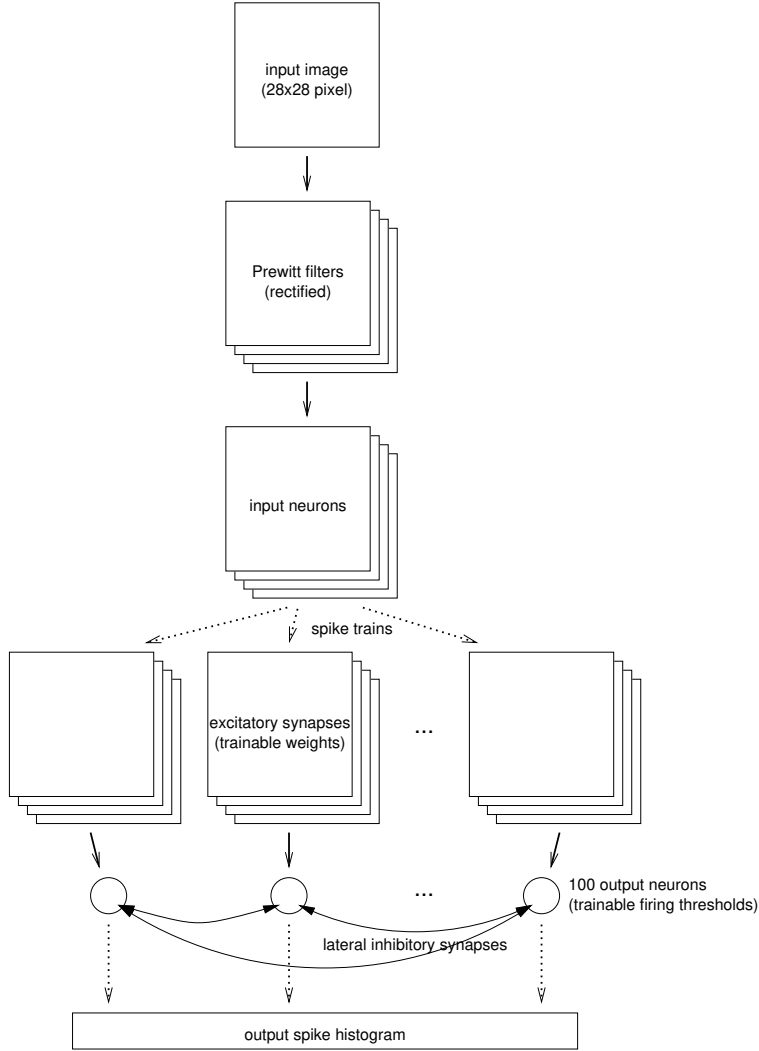 input image
(28x28 pixel)
Prewitt filters
(rectified)
input neurons
spike trains
excitatory synapses
(trainable weights)
...
...
100 output neurons
(trainable firing thresholds)
lateral inhibitory synapses
output spike histogram